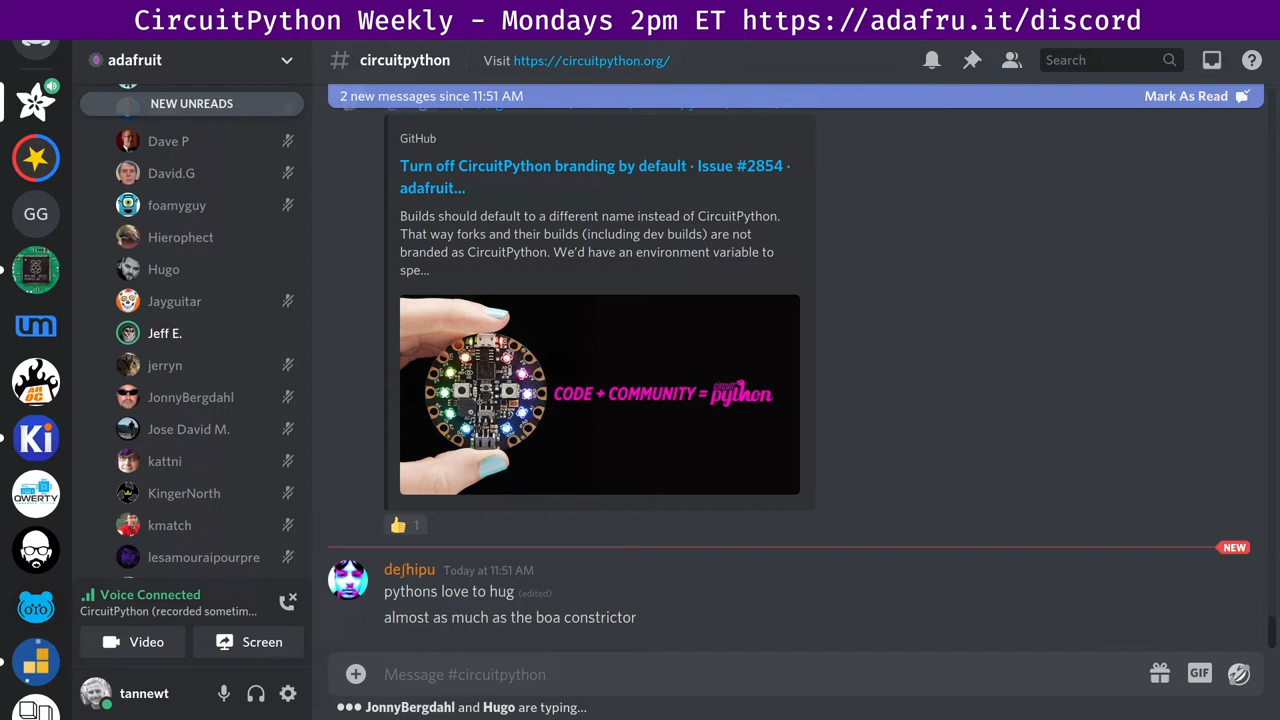 CircuitPython Weekly - Mondays 2pm ET https://adafru.it/discord
adafruit
# circuitpython
Visit https://circuitpython.org/
Search
NEW UNREADS
2 new messages since 11:51 AM
Mark As Read
Dave P
David.G
foamyguy
Hierophect
Hugo
Jayguitar
Jeff E.
jerryn
JonnyBergdahl
Jose David M.
kattni
KingerNorth
kmatch
lesamouraipourpre
GG
Ki
QWERTY
GitHub
Turn off CircuitPython branding by default · Issue #2854 ·
adafruit...
Builds should default to a different name instead of CircuitPython.
That way forks and their builds (including dev builds) are not
branded as CircuitPython. We'd have an environment variable to
spe...
CODE + COMMUNITY = circuit python
1
NEW
deʃhipu Today at 11:51 AM
pythons love to hug (edited)
almost as much as the boa constrictor
Voice Connected
CircuitPython (recorded sometim...
Video
Screen
tannewt
Message #circuitpython
GIF
JonnyBergdahl and Hugo are typing...